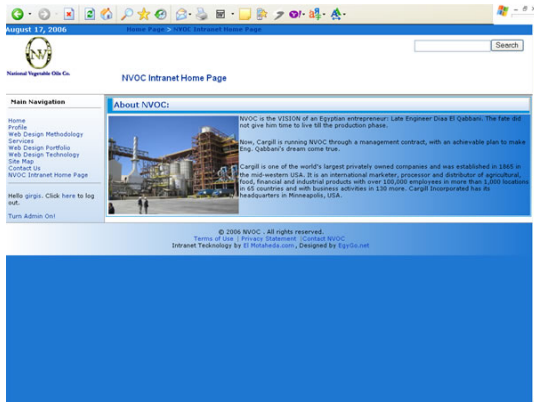 August 17, 2006
Home Page > NVOC Intranet Home Page
Search
National Vegetable Oils Co.
NVOC Intranet Home Page
Main Navigation
Home
Profile
Web Design Methodology
Services
Web Design Portfolio
Web Design Technology
Site Map
Contact Us
NVOC Intranet Home Page
Hello girgis. Click here to log
out.
Turn Admin On!
About NVOC:
NVOC is the VISION of an Egyptian entrepreneur: Late Engineer Diaa El Qabbani. The fate did
not give him time to live till the production phase.
Now, Cargill is running NVOC through a management contract, with an achievable plan to make
Eng. Qabbani's dream come true.
Cargill is one of the world's largest privately owned companies and was established in 1865 in
the mid-western USA. It is an international marketer, processor and distributor of agricultural,
food, financial and industrial products with over 100,000 employees in more than 1,000 locations
in 65 countries and with business activities in 130 more. Cargill Incorporated has its
headquarters in Minneapolis, USA.
© 2006 NVOC . All rights reserved.
Terms of Use | Privacy Statement |Contact NVOC
Intranet Tecknology by El Motaheda.com , Designed by EgyGo.net